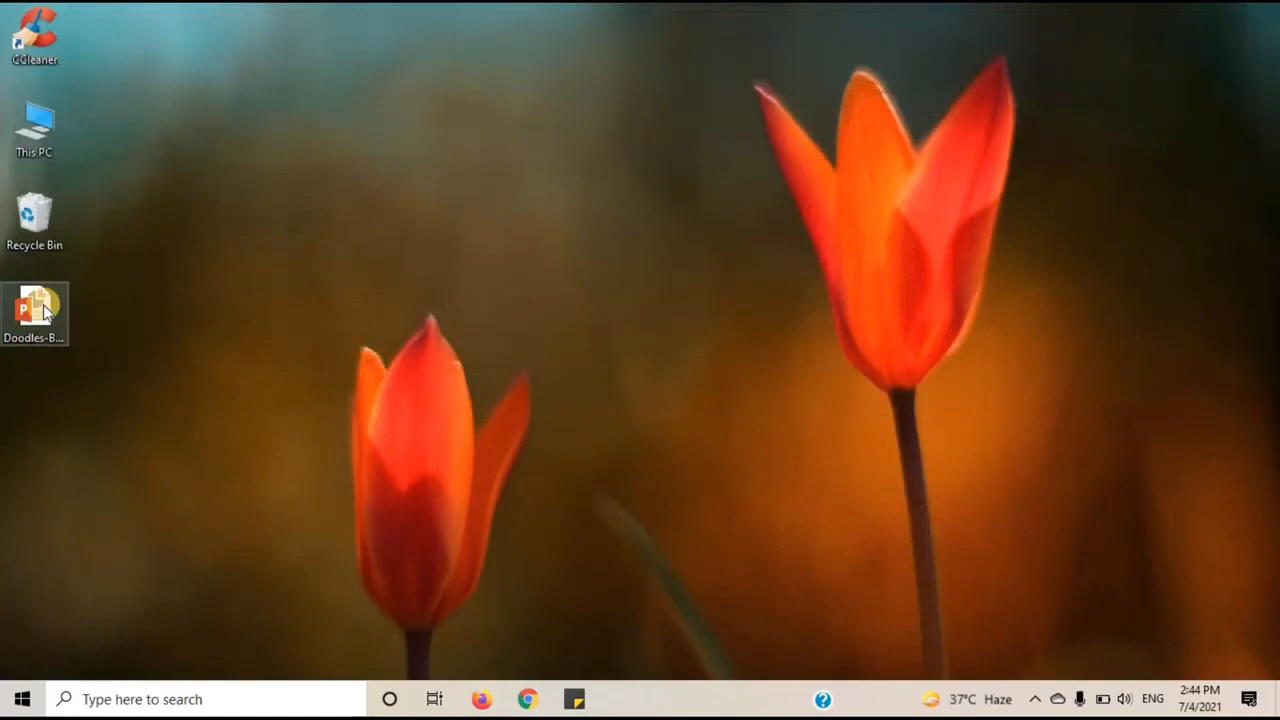 CCleaner
This PC
Recycle Bin
P
Doodles-B...
Type here to search
37°C Haze
ENG
2:44 PM
7/4/2021